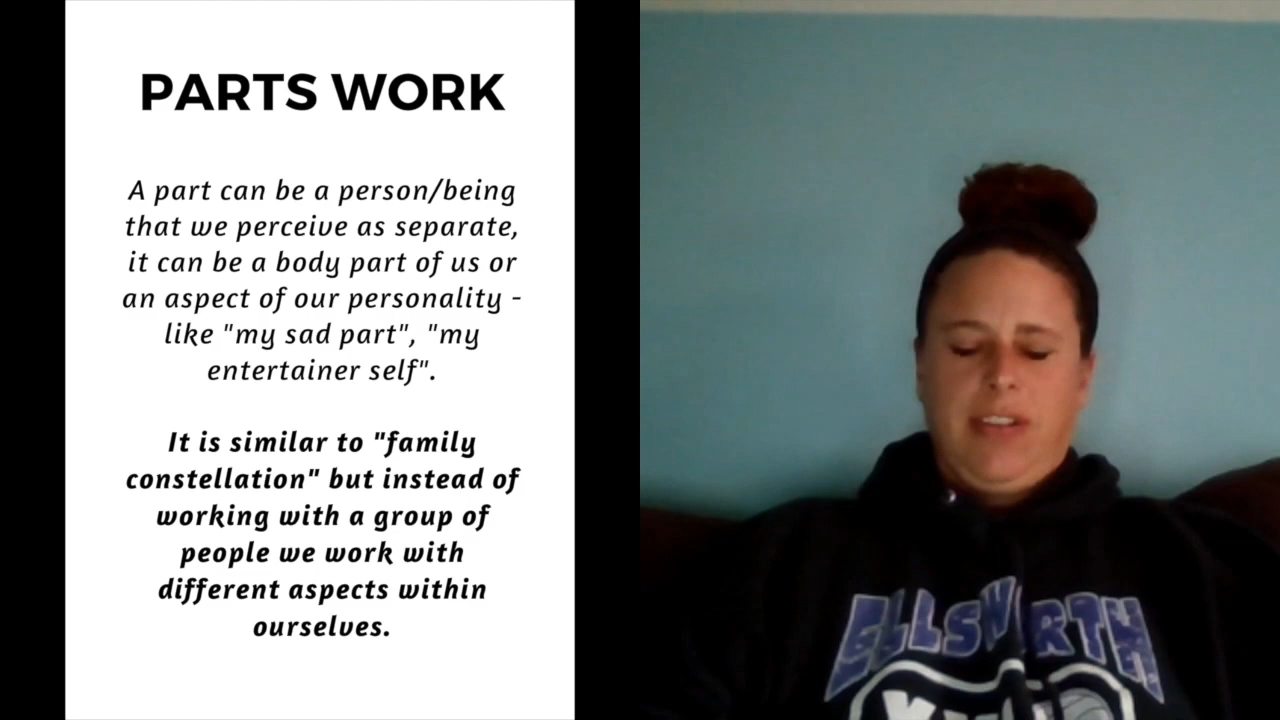 PARTS WORK
A part can be a person/being
that we perceive as separate,
it can be a body part of us or
an aspect of our personality -
like "my sad part", "my
entertainer self".
It is similar to "family
constellation" but instead of
working with a group of
people we work with
different aspects within
ourselves.
ELLSWORTH